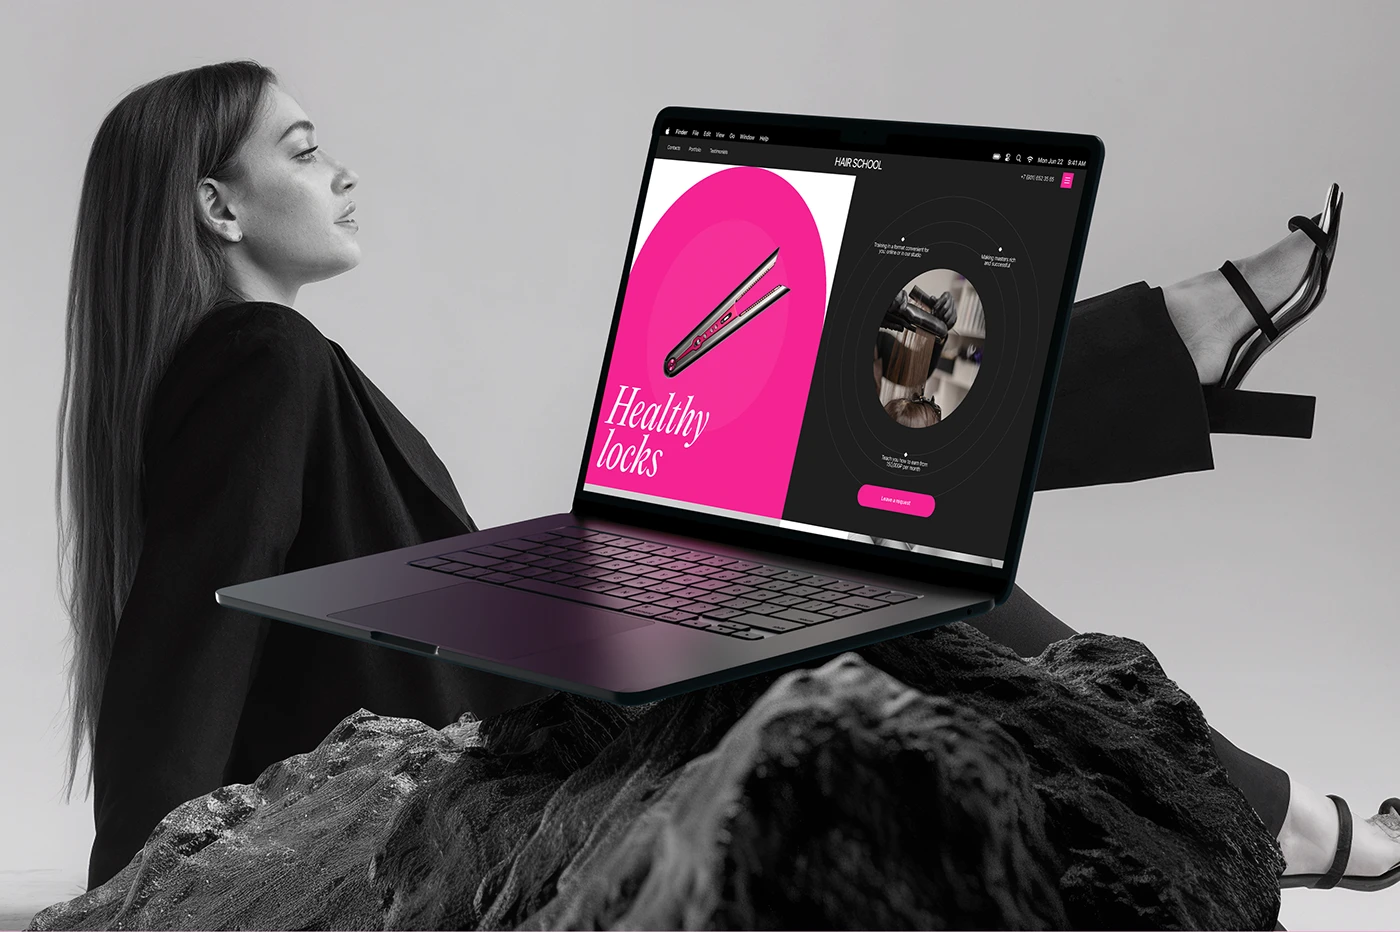 Finder File Edit View Go Window Help
Mon Jun 22 9:41 AM
Contacts Portfolio Testimonials
HAIR SCHOOL
Training in a format convenient for
you: online or in our studio
Making masters rich
and successful
Healthy
locks
Teach you how to earn from
150,000₽ per month
Leave a request